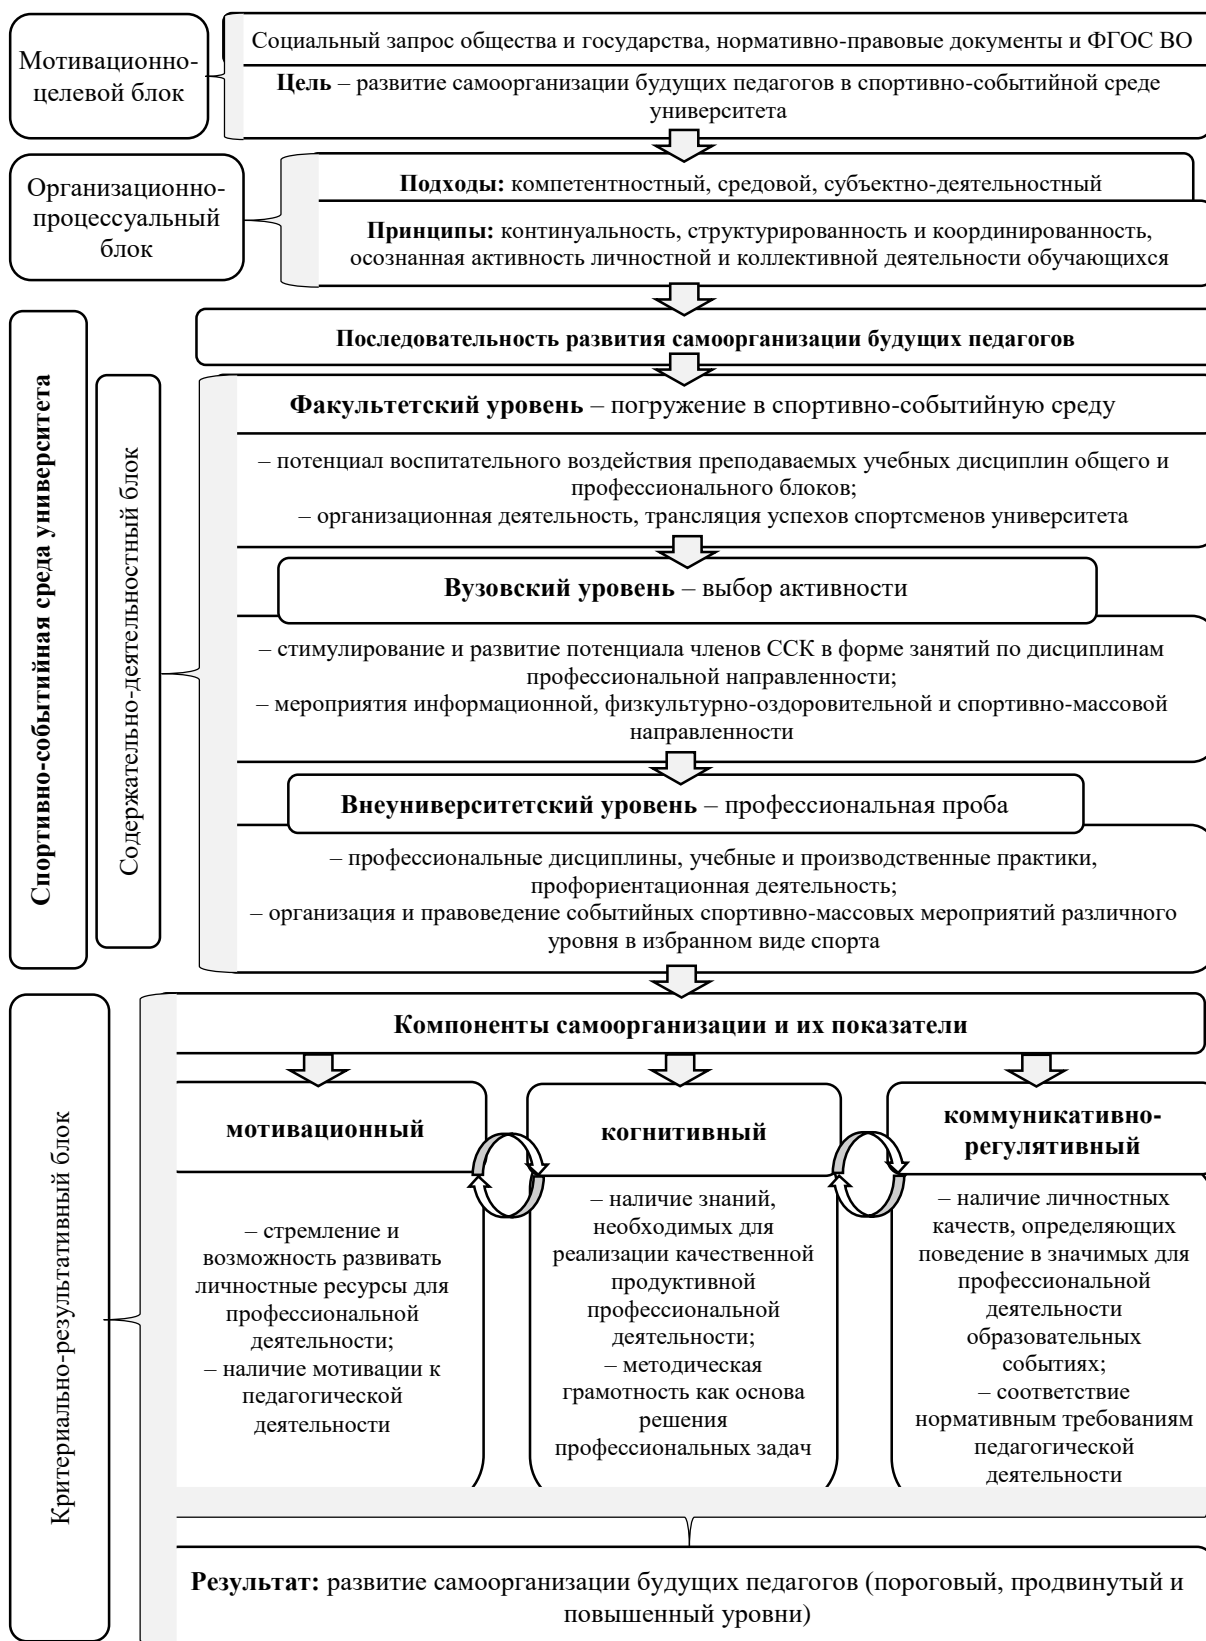 Мотивационно-
целевой блок
Социальный запрос общества и государства, нормативно-правовые документы и ФГОС ВО
Цель – развитие самоорганизации будущих педагогов в спортивно-событийной среде
университета
Организационно-
процессуальный
блок
Подходы: компетентностный, средовой, субъектно-деятельностный
Принципы: континуальность, структурированность и координированность,
осознанная активность личностной и коллективной деятельности обучающихся
Спортивно-событийная среда университета
Содержательно-деятельностный блок
Последовательность развития самоорганизации будущих педагогов
Факультетский уровень – погружение в спортивно-событийную среду
– потенциал воспитательного воздействия преподаваемых учебных дисциплин общего и
профессионального блоков;
– организационная деятельность, трансляция успехов спортсменов университета
Вузовский уровень – выбор активности
– стимулирование и развитие потенциала членов ССК в форме занятий по дисциплинам
профессиональной направленности;
– мероприятия информационной, физкультурно-оздоровительной и спортивно-массовой
направленности
Внеуниверситетский уровень – профессиональная проба
– профессиональные дисциплины, учебные и производственные практики,
профориентационная деятельность;
– организация и правоведение событийных спортивно-массовых мероприятий различного
уровня в избранном виде спорта
Критериально-результативный блок
Компоненты самоорганизации и их показатели
мотивационный
– стремление и
возможность развивать
личностные ресурсы для
профессиональной
деятельности;
– наличие мотивации к
педагогической
деятельности
когнитивный
– наличие знаний,
необходимых для
реализации качественной
продуктивной
профессиональной
деятельности;
– методическая
грамотность как основа
решения
профессиональных задач
коммуникативно-
регулятивный
– наличие личностных
качеств, определяющих
поведение в значимых для
профессиональной
деятельности
образовательных
событиях;
– соответствие
нормативным требованиям
педагогической
деятельности
Результат: развитие самоорганизации будущих педагогов (пороговый, продвинутый и
повышенный уровни)